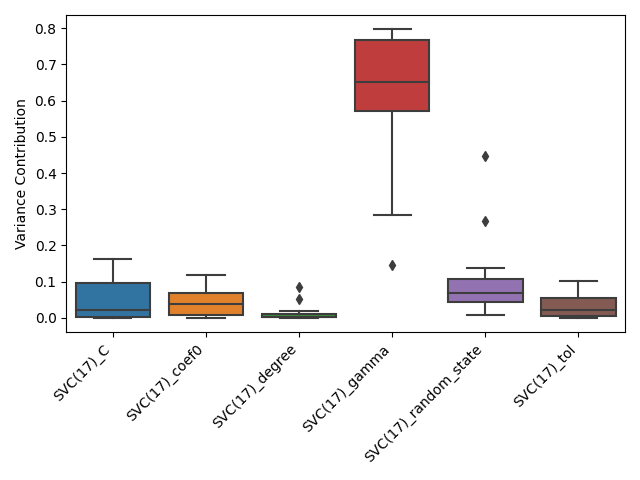 Variance Contribution
0.8
0.7
0.6
0.5
0.4
0.3
0.2
0.1
0.0
SVC(17)_C
SVC(17)_coef0
SVC(17)_degree
SVC(17)_gamma
SVC(17)_random_state
SVC(17)_tol